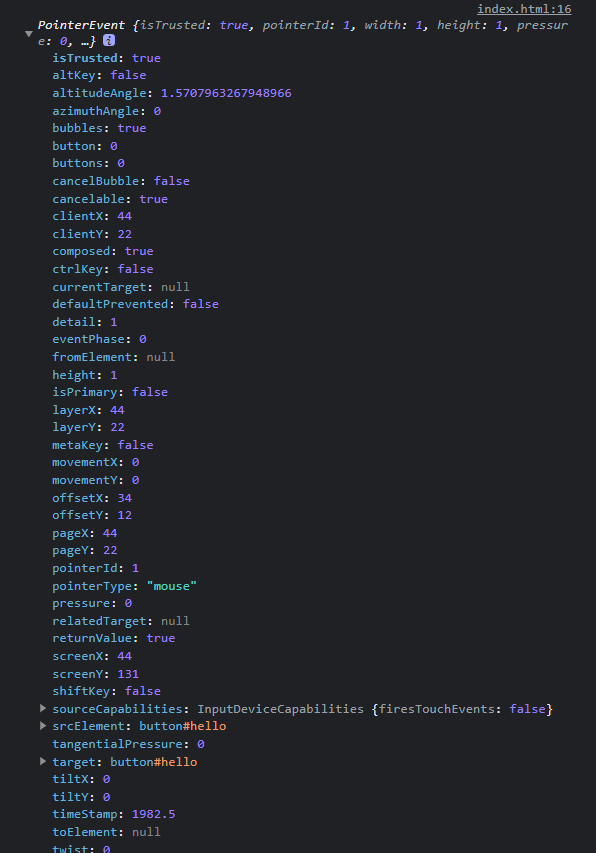 index.html:16
PointerEvent {isTrusted: true, pointerId: 1, width: 1, height: 1, pressur
e: 0, …} i
isTrusted: true
altKey: false
altitudeAngle: 1.5707963267948966
azimuthAngle: 0
bubbles: true
button: 0
buttons: 0
cancelBubble: false
cancelable: true
clientX: 44
clientY: 22
composed: true
ctrlKey: false
currentTarget: null
defaultPrevented: false
detail: 1
eventPhase: 0
fromElement: null
height: 1
isPrimary: false
layerX: 44
layerY: 22
metaKey: false
movementX: 0
movementY: 0
offsetX: 34
offsetY: 12
pageX: 44
pageY: 22
pointerId: 1
pointerType: "mouse"
pressure: 0
relatedTarget: null
returnValue: true
screenX: 44
screenY: 131
shiftKey: false
sourceCapabilities: InputDeviceCapabilities {firesTouchEvents: false}
srcElement: button#hello
tangentialPressure: 0
target: button#hello
tiltX: 0
tiltY: 0
timeStamp: 1982.5
toElement: null
twist: 0